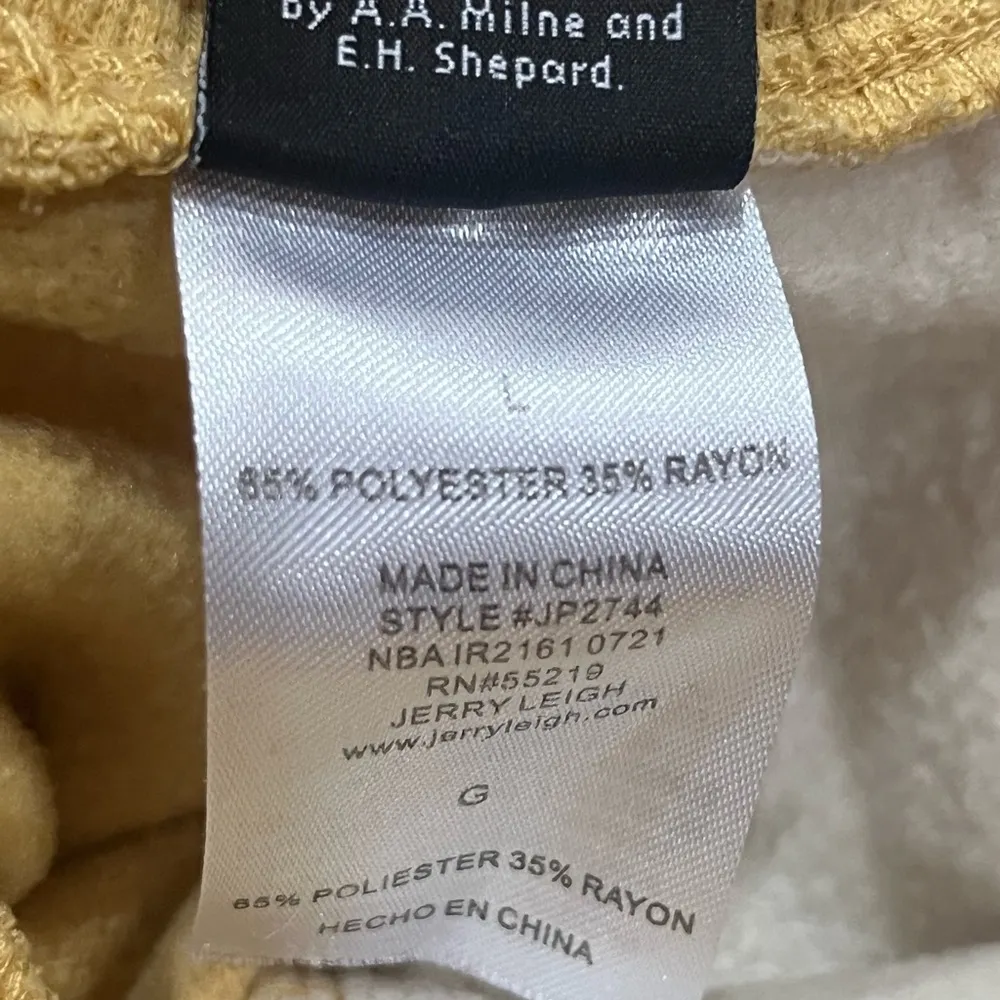 by A.A. Milne and
E.H. Shepard.
L
65% POLYESTER 35% RAYON
MADE IN CHINA
STYLE #JP2744
NBA IR2161 0721
RN#55219
JERRY LEIGH
www.jerryleigh.com
G
65% POLIESTER 35% RAYON
HECHO EN CHINA